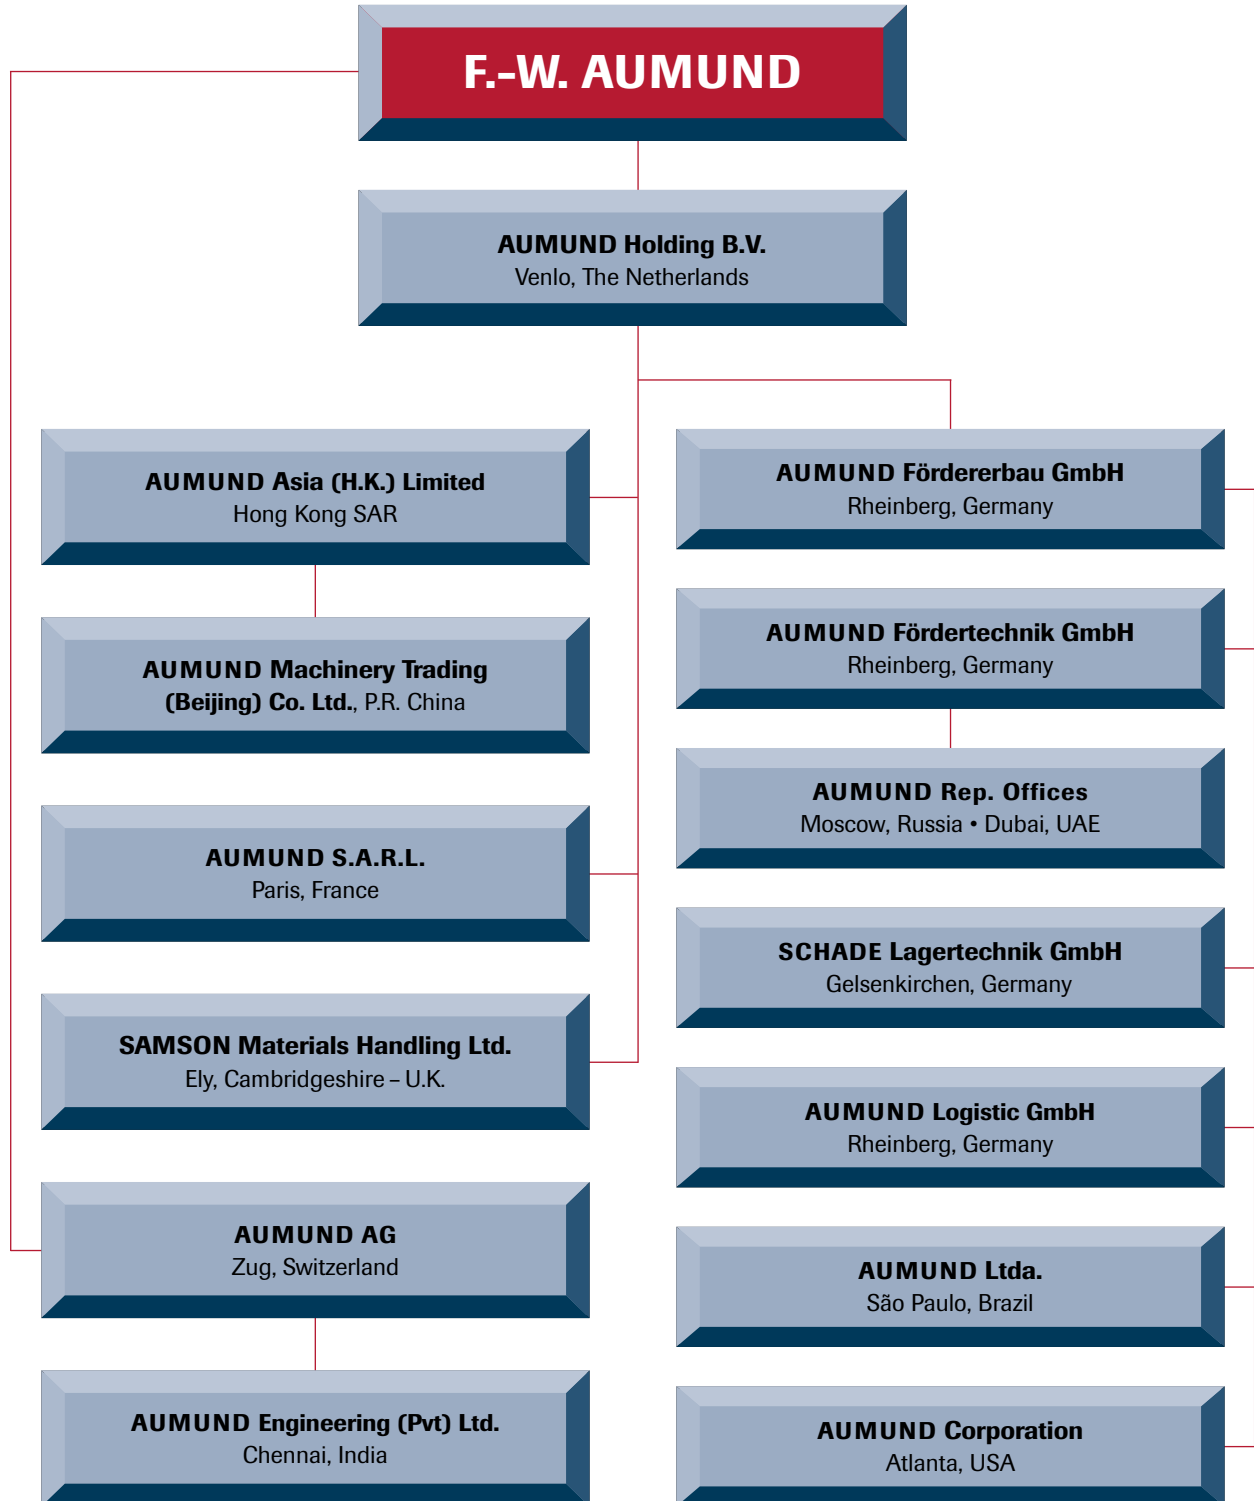 F.-W. AUMUND
AUMUND Holding B.V.
Venlo, The Netherlands
AUMUND Asia (H.K.) Limited
Hong Kong SAR
AUMUND Machinery Trading
(Beijing) Co. Ltd., P.R. China
AUMUND S.A.R.L.
Paris, France
SAMSON Materials Handling Ltd.
Ely, Cambridgeshire – U.K.
AUMUND AG
Zug, Switzerland
AUMUND Engineering (Pvt) Ltd.
Chennai, India
AUMUND Fördererbau GmbH
Rheinberg, Germany
AUMUND Fördertechnik GmbH
Rheinberg, Germany
AUMUND Rep. Offices
Moscow, Russia • Dubai, UAE
SCHADE Lagertechnik GmbH
Gelsenkirchen, Germany
AUMUND Logistic GmbH
Rheinberg, Germany
AUMUND Ltda.
São Paulo, Brazil
AUMUND Corporation
Atlanta, USA